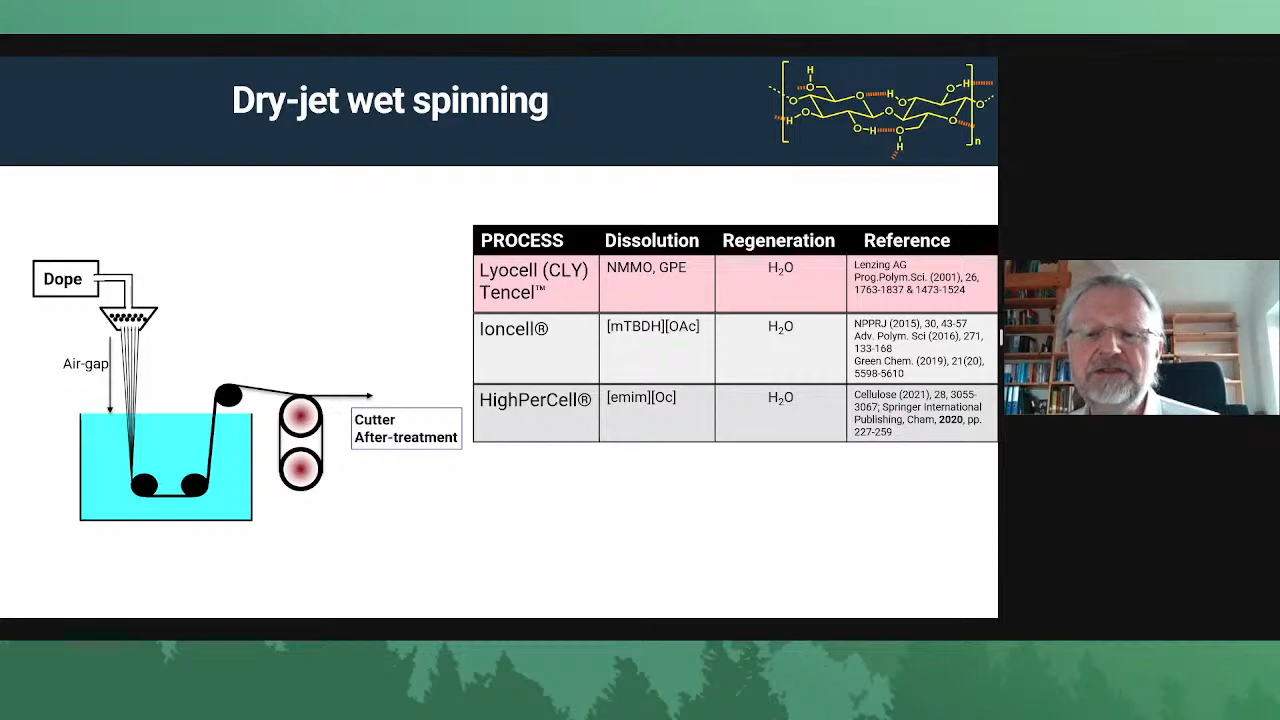 Dry-jet wet spinning
H
O
O
H
O
H
O
O
H
O
O
O
O
H
O
O
H
n
Dope
Air-gap
Cutter
After-treatment
PROCESS Dissolution Regeneration Reference
Lyocell (CLY) NMMO, GPE H₂O Lenzing AG
Tencel™ Prog.Polym.Sci. (2001), 26,
1763-1837 & 1473-1524
Ioncell® [mTBDH][OAc] H₂O NPPRJ (2015), 30, 43-57
Adv. Polym. Sci (2016), 271,
133-168
Green Chem. (2019), 21(20),
5598-5610
HighPerCell® [emim][Oc] H₂O Cellulose (2021), 28, 3055-
3067; Springer International
Publishing, Cham, 2020, pp.
227-259